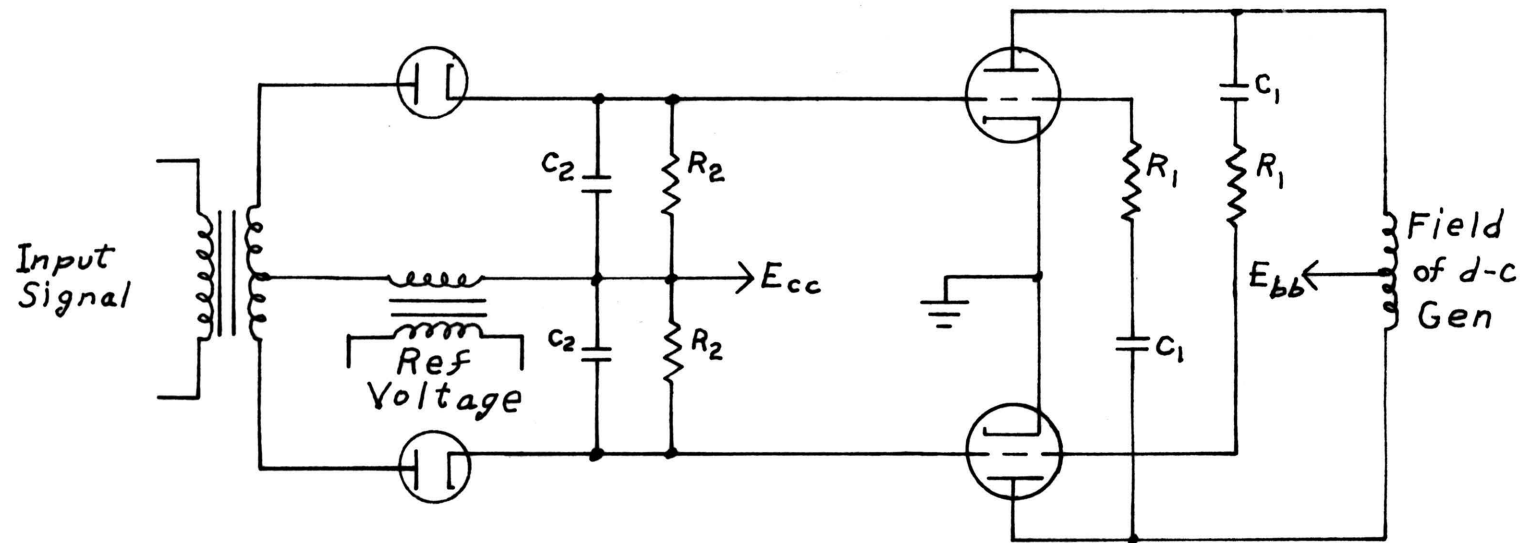 Input
Signal
Ref
Voltage
C2
R2
C2
R2
Ecc
R1
C1
C1
R1
Ebb
Field
of d-c
Gen